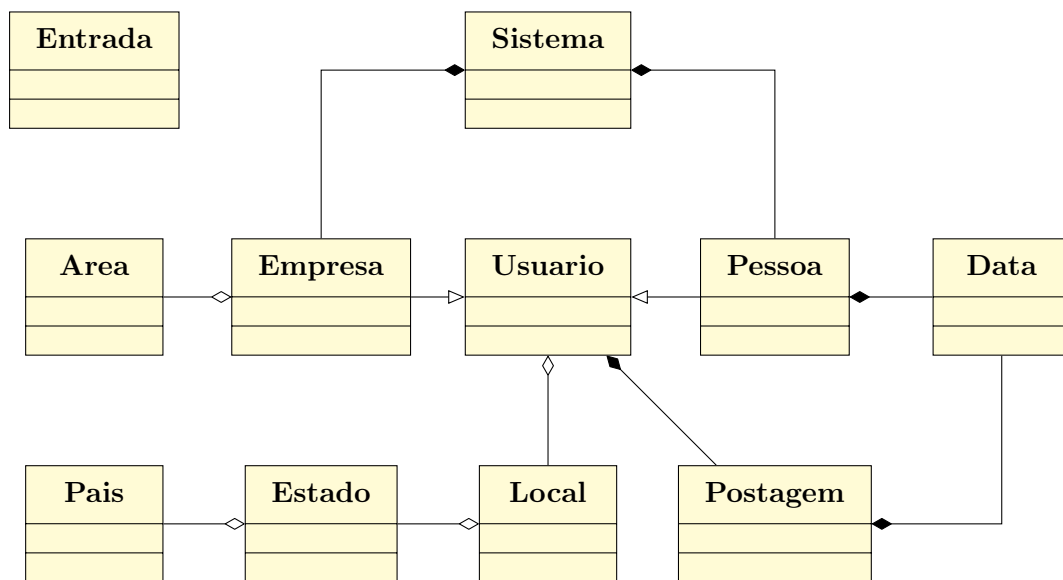 Entrada
Sistema
Area
Empresa
Usuario
Pessoa
Data
Pais
Estado
Local
Postagem